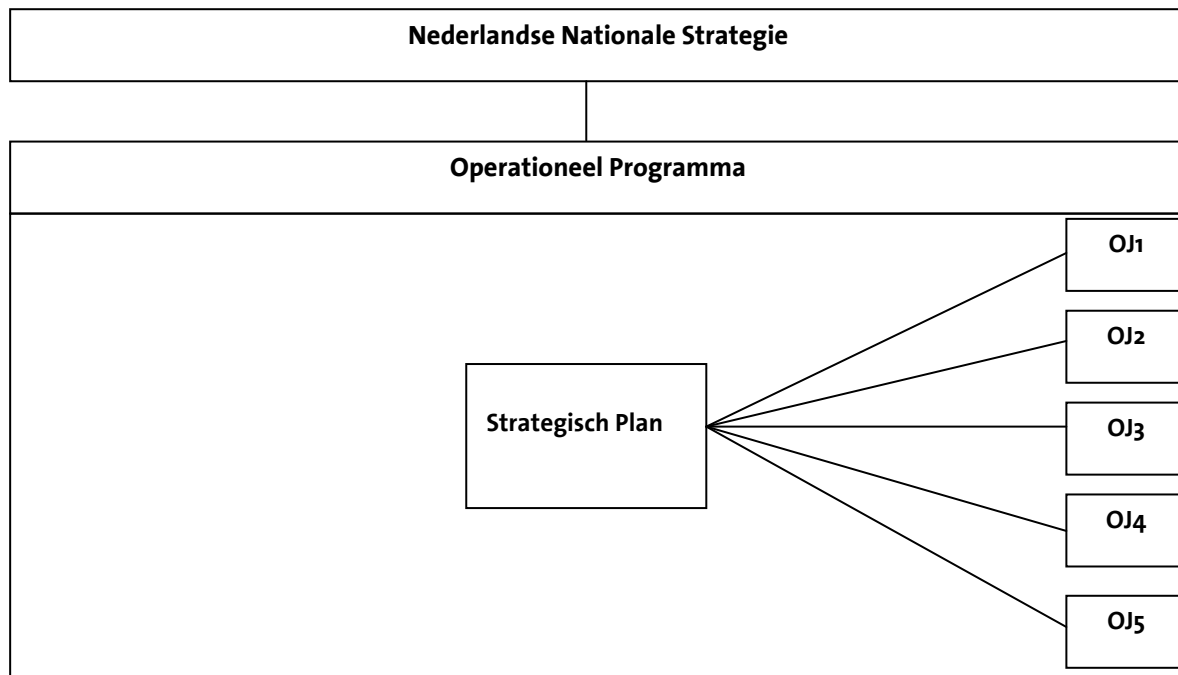 Nederlandse Nationale Strategie
Operationeel Programma
OJ1
OJ2
Strategisch Plan
OJ3
OJ4
OJ5